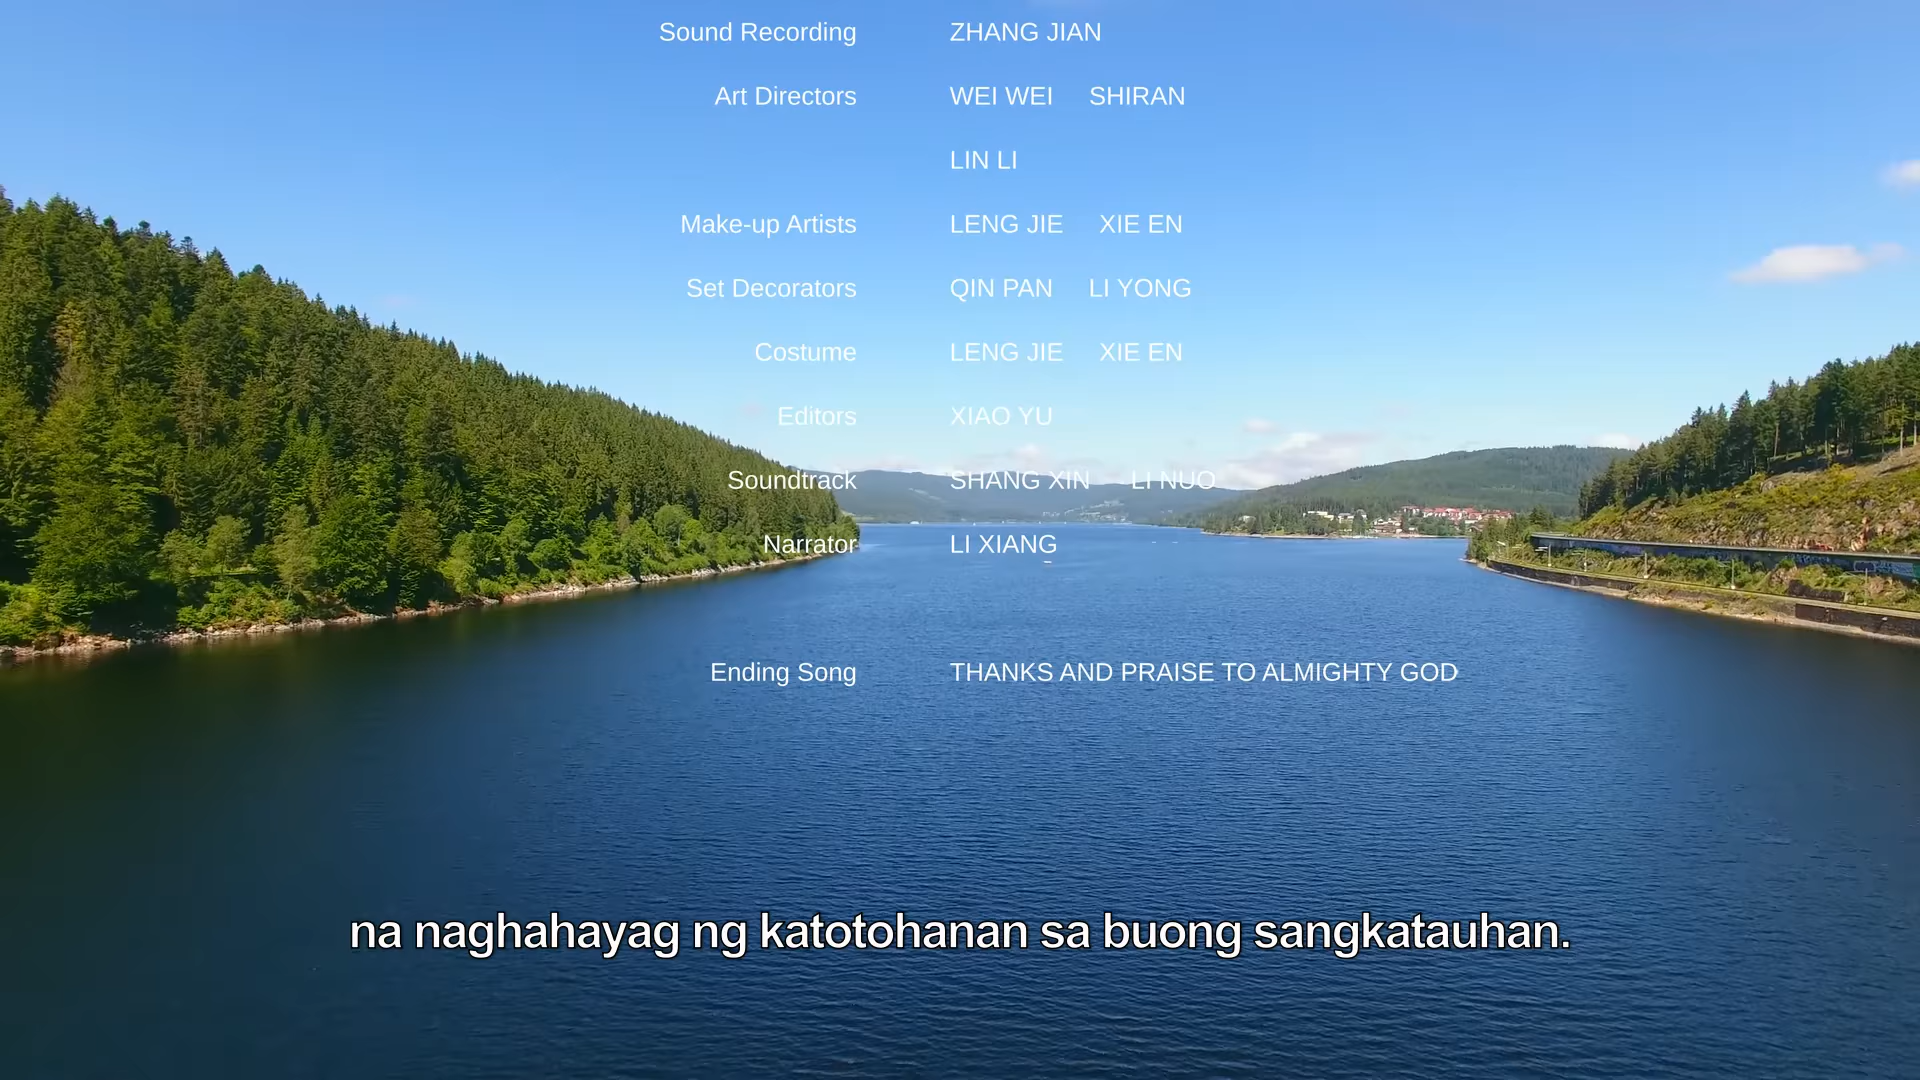 Sound Recording ZHANG JIAN
Art Directors WEI WEI SHIRAN
LIN LI
Make-up Artists LENG JIE XIE EN
Set Decorators QIN PAN LI YONG
Costume LENG JIE XIE EN
Editors XIAO YU
Soundtrack SHANG XIN LI NUO
Narrator LI XIANG
Ending Song THANKS AND PRAISE TO ALMIGHTY GOD
na naghahayag ng katotohanan sa buong sangkatauhan.